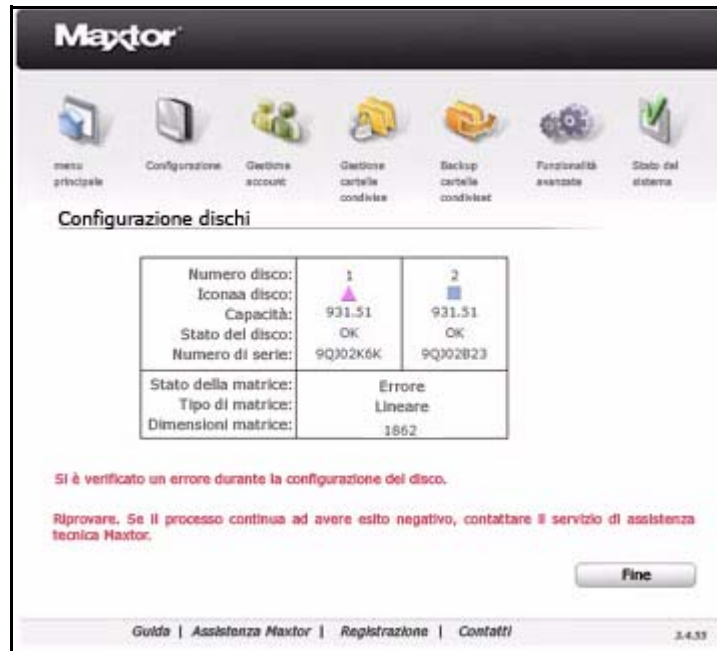 Maxtor
menu principale
Configurazione
Gestione account
Gestione cartelle condivise
Backup cartelle condiviset
Funzionalità avanzate
Stato del sistema
Configurazione dischi
Numero disco: 1 2
Iconaa disco:
Capacità: 931.51 931.51
Stato del disco: OK OK
Numero di serie: 9QJ02K6K 9QJ02B23
Stato della matrice: Errore
Tipo di matrice: Lineare
Dimensioni matrice: 1862
Si è verificato un errore durante la configurazione del disco.
Riprovare. Se il processo continua ad avere esito negativo, contattare il servizio di assistenza
tecnica Maxtor.
Fine
Guida | Assistenza Maxtor | Registrazione | Contatti